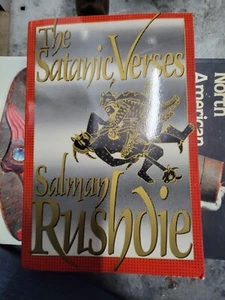 The
Satanic Verses
Salman
Rushdie
North
American